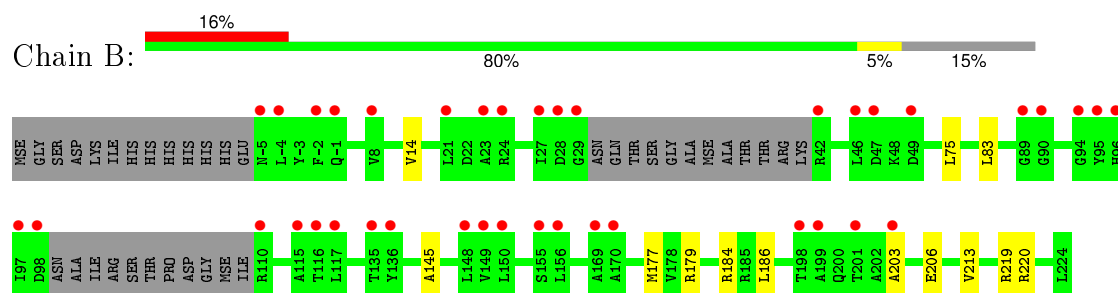 Chain B:
16%
80%
5%
15%
MSE GLY SER ASP LYS ILE HIS HIS HIS HIS HIS HIS GLU N-5 L-4 Y-3 F-2 Q-1 V8 V14 L21 D22 A23 R24 I27 D28 G29 ASN GLN THR SER GLY ALA MSE ALA THR THR ARG LYS R42 L46 D47 K48 D49 L75 L83 G89 G90 G94 Y95 H96
I97 D98 ASN ALA ILE ARG SER THR PRO ASP GLY MSE ILE R110 A115 T116 L117 T135 Y136 A145 L148 V149 L150 S155 L156 A169 A170 M177 V178 R179 R184 R185 L186 T198 A199 Q200 T201 A202 A203 E206 V213 R219 R220 L224